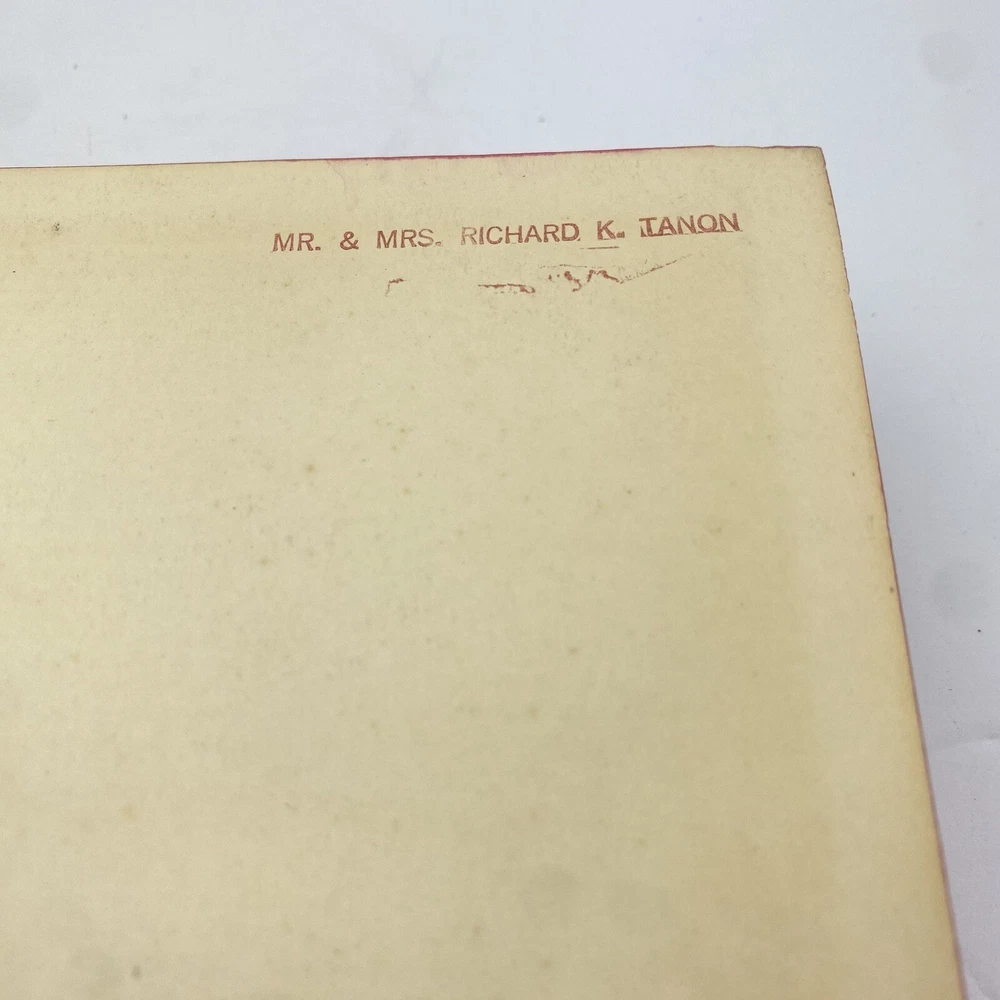 MR. & MRS. RICHARD K. TANON